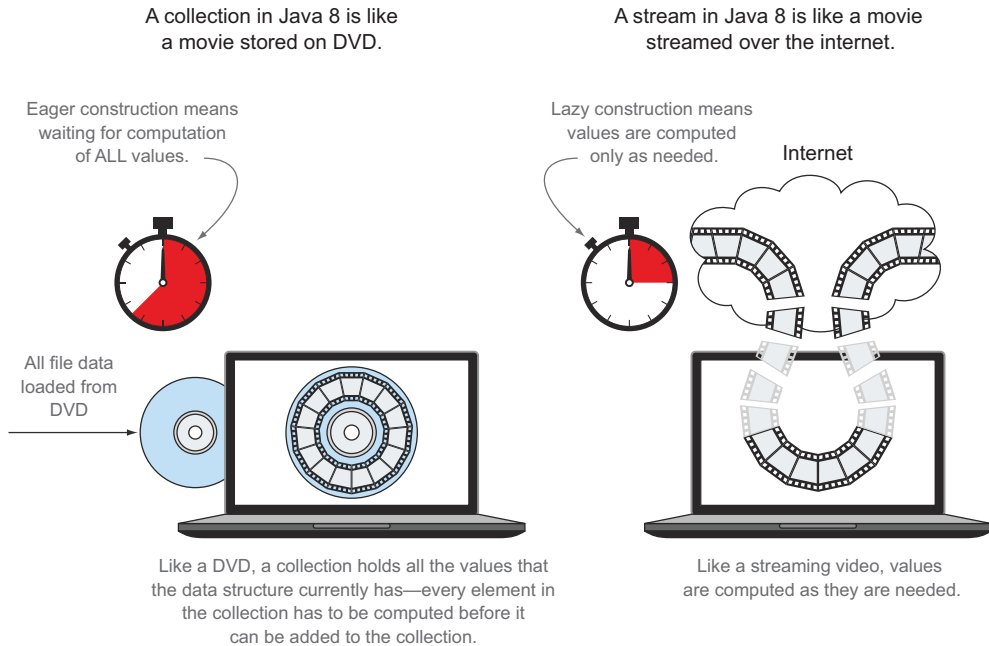 A collection in Java 8 is like
a movie stored on DVD.
Eager construction means
waiting for computation
of ALL values.
All file data
loaded from
DVD
Like a DVD, a collection holds all the values that
the data structure currently has—every element in
the collection has to be computed before it
can be added to the collection.
A stream in Java 8 is like a movie
streamed over the internet.
Lazy construction means
values are computed
only as needed.
Internet
Like a streaming video, values
are computed as they are needed.